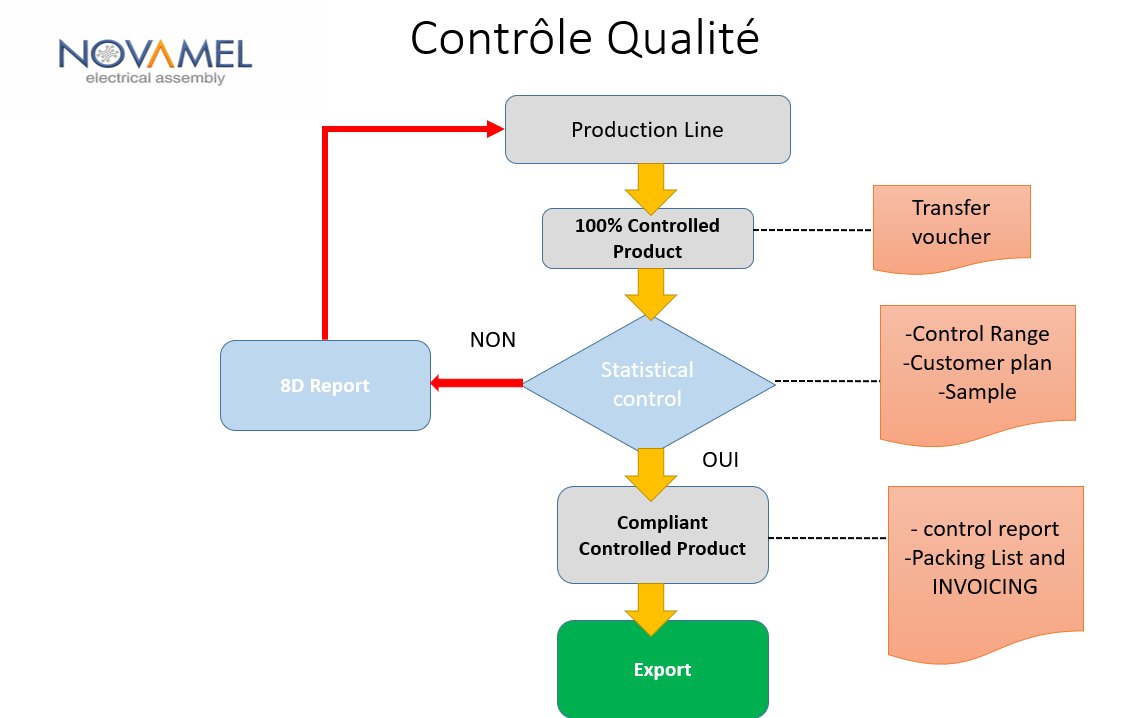 NOVAMEL
electrical assembly
Contrôle Qualité
Production Line
100% Controlled
Product
Transfer
voucher
NON
8D Report
Statistical
control
-Control Range
-Customer plan
-Sample
OUI
Compliant
Controlled Product
- control report
-Packing List and
INVOICING
Export